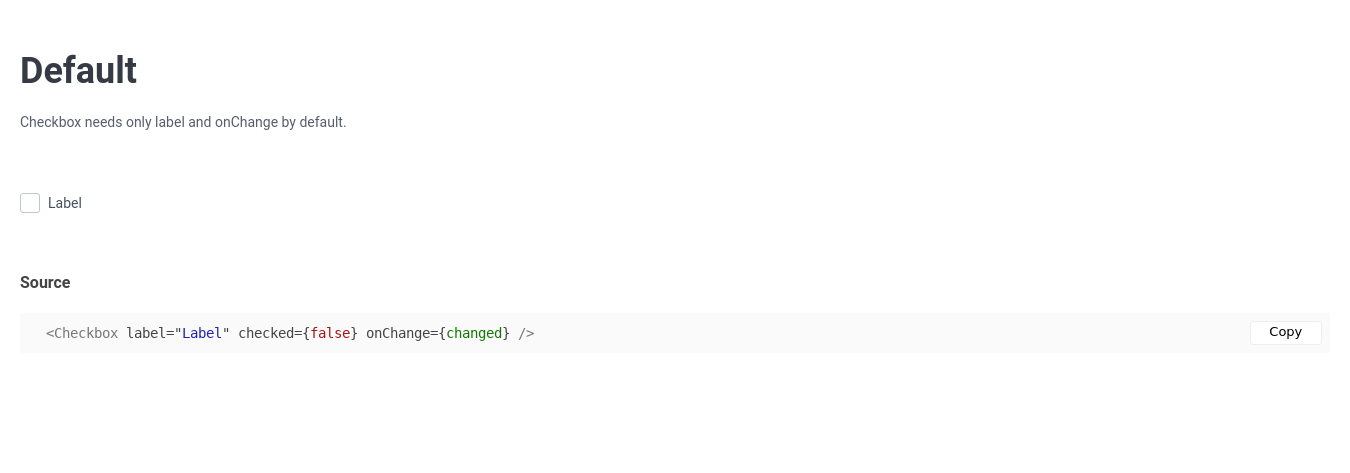 Default
Checkbox needs only label and onChange by default.
Label
Source
<Checkbox label="Label" checked={false} onChange={changed} />
Copy